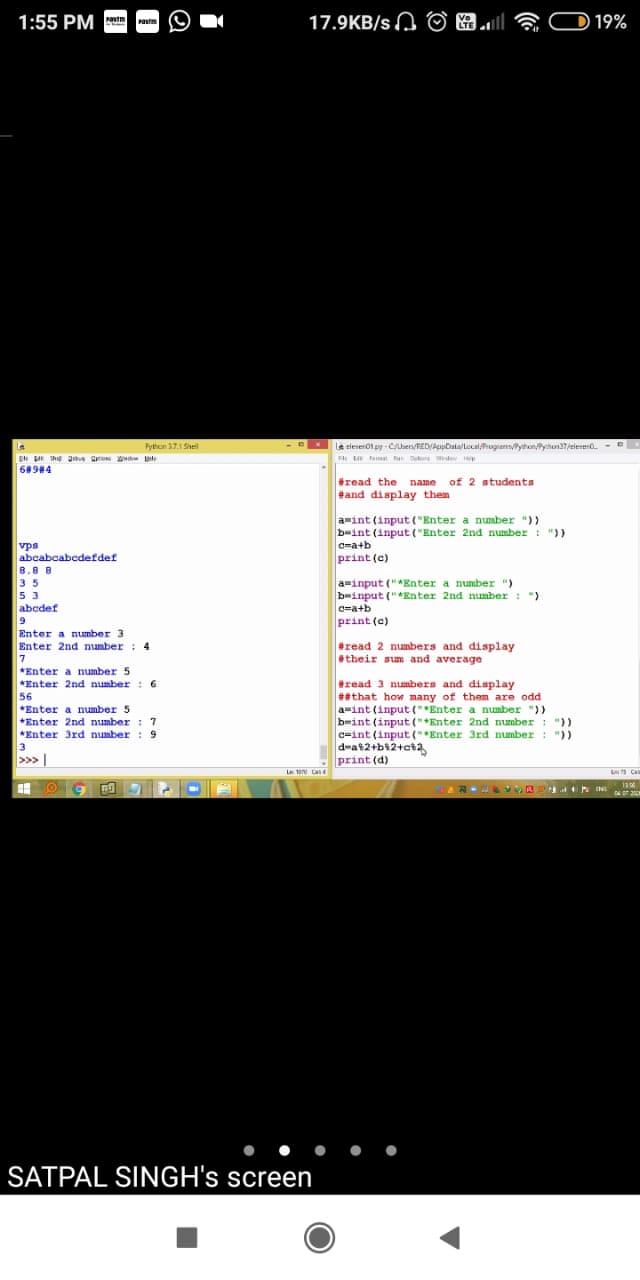 1:55 PM
17.9KB/s
Vo
LTE
19%
Python 3.7.1 Shell
File Edit Shell Debug Options Window Help
6#9#4
vps
abcabcabcdefdef
8.8 8
3 5
5 3
abcdef
9
Enter a number 3
Enter 2nd number : 4
7
*Enter a number 5
*Enter 2nd number : 6
56
*Enter a number 5
*Enter 2nd number : 7
*Enter 3rd number : 9
3
>>>
eleven01.py - C:/Users/RED/AppData/Local/Programs/Python/Python37/eleven0...
File Edit Format Run Options Window Help
#read the name of 2 students
#and display them
a=int(input("Enter a number "))
b=int(input("Enter 2nd number : "))
c=a+b
print(c)
a=input("*Enter a number ")
b=input("*Enter 2nd number : ")
c=a+b
print(c)
#read 2 numbers and display
#their sum and average
#read 3 numbers and display
##that how many of them are odd
a=int(input("*Enter a number "))
b=int(input("*Enter 2nd number : "))
c=int(input("*Enter 3rd number : "))
d=a%2+b%2+c%2
print(d)
ENG
SATPAL SINGH's screen